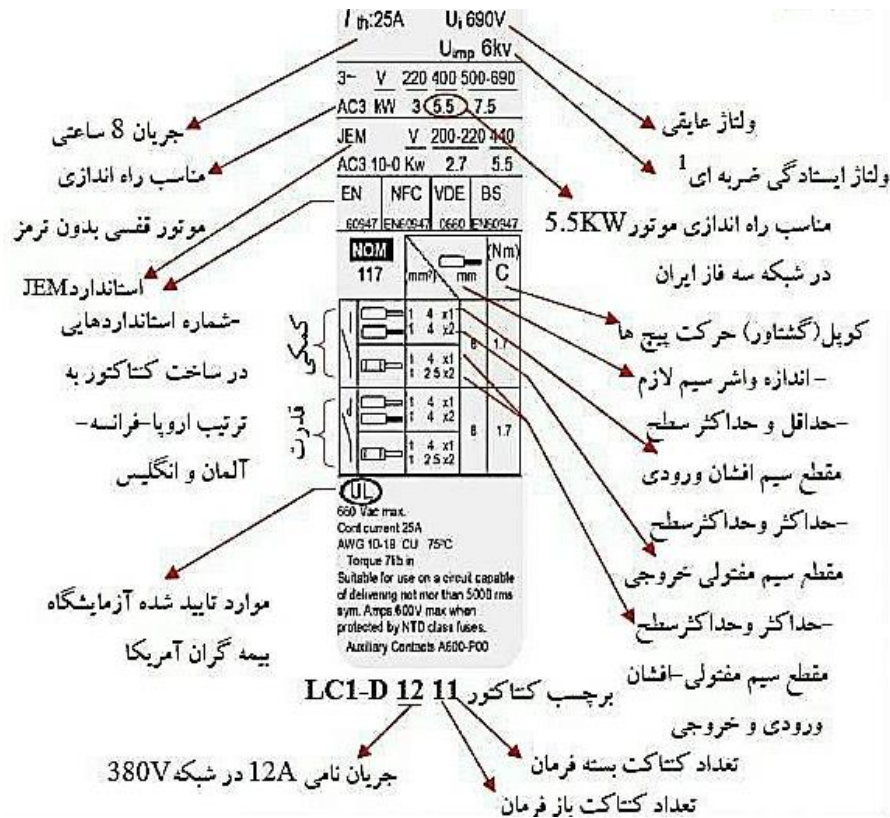 I th:25A Ui 690V
Uimp 6kv
3~ V 220 400 500-690
AC3 kW 3 5.5 7.5
JEM V 200-220 440
AC3 10-0 Kw 2.7 5.5
EN NFC VDE BS
60947 EN60947 0660 EN60947
NOM
117
(mm²)
mm
(Nm)
C
1 4 x1
1 4 x2
1 4 x1
1 2.5 x2
6 1.7
1 4 x1
1 4 x2
1 4 x1
1 2.5 x2
6 1.7
کمکی
قدرت
UL
660 Vac max.
Cont current 25A
AWG 10-18 CU 75°C
Torque 7lb in
Suitable for use on a circuit capable
of delivering not mor than 5000 rms
sym. Amps.600V max when
protected by NTD class fuses.
Auxiliary Contacts A600-P00
جریان 8 ساعتی
مناسب راه اندازی
موتور قفسی بدون ترمز
استاندارد JEM
-شماره استانداردهایی
در ساخت کنتاکتور به
ترتیب اروپا-فرانسه-
آلمان و انگلیس
موارد تایید شده آزمایشگاه
بیمه گران آمریکا
ولتاژ عایقی
ولتاژ ایستادگی ضربه ای1
مناسب راه اندازی موتور 5.5KW
در شبکه سه فاز ایران
کوپل(گشتاور) حرکت پیچ ها
- اندازه واشر سیم لازم
-حداقل و حداکثر سطح
مقطع سیم افشان ورودی
-حداکثر وحداکثرسطح
مقطع سیم مفتولی خروجی
-حداکثر وحداکثرسطح
مقطع سیم مفتولی-افشان
ورودی و خروجی
برچسب کنتاکتور LC1-D 12 11
جریان نامی 12A در شبکه 380V
تعداد کنتاکت بسته فرمان
تعداد کنتاکت باز فرمان